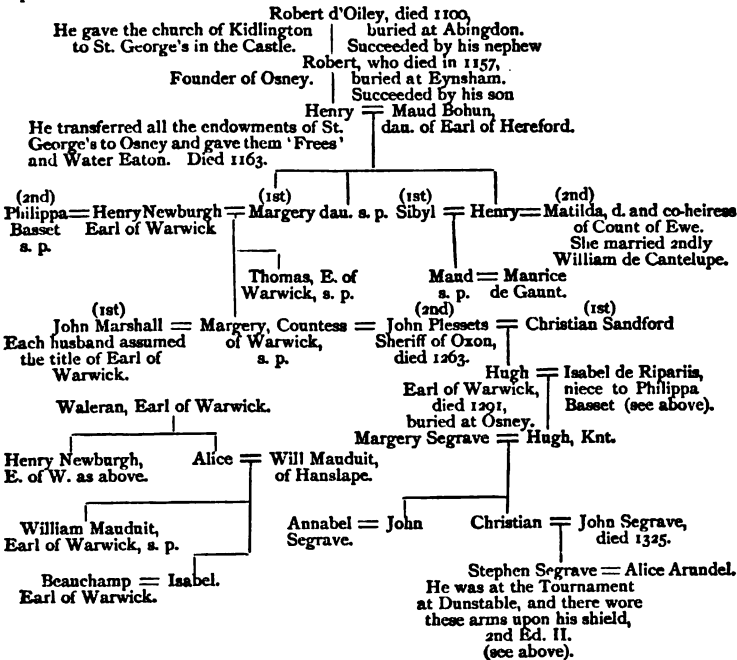 Robert d'Oiley, died 1100,
He gave the church of Kidlington buried at Abingdon.
to St. George's in the Castle. Succeeded by his nephew
Robert, who died in 1157,
Founder of Osney. buried at Eynsham.
Succeeded by his son
Henry = Maud Bohun,
He transferred all the endowments of St. dau. of Earl of Hereford.
George's to Osney and gave them 'Frees'
and Water Eaton. Died 1163.
(2nd) (1st) (1st) (2nd)
Philippa = Henry Newburgh = Margery dau. s. p. Sibyl = Henry = Matilda, d. and co-heiress
Basset Earl of Warwick of Count of Ewe.
s. p. She married 2ndly
William de Cantelupe.
Thomas, E. of Maud = Maurice
Warwick, s. p. s. p. de Gaunt.
(1st) (2nd) (1st)
John Marshall = Margery, Countess = John Plessets = Christian Sandford
Each husband assumed of Warwick, Sheriff of Oxon,
the title of Earl of s. p. died 1263.
Warwick.
Hugh = Isabel de Ripariis,
Earl of Warwick, niece to Philippa
Waleran, Earl of Warwick. died 1291, Basset (see above).
buried at Osney.
Margery Segrave = Hugh, Knt.
Henry Newburgh, Alice = Will Mauduit,
E. of W. as above. of Hanslape.
William Mauduit, Annabel = John Christian = John Segrave,
Earl of Warwick, s. p. Segrave. died 1325.
Beauchamp = Isabel. Stephen Segrave = Alice Arundel.
Earl of Warwick. He was at the Tournament
at Dunstable, and there wore
these arms upon his shield,
2nd Ed. II.
(see above).